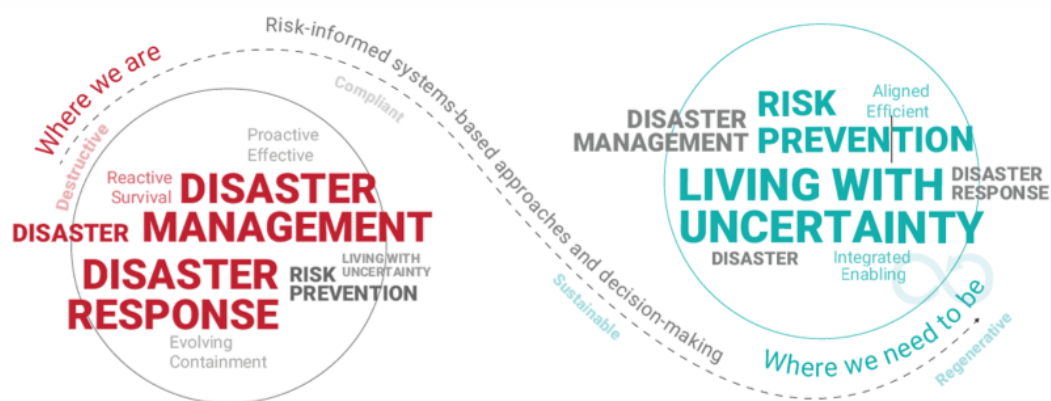 Where we are
Destructive
Risk-informed systems-based approaches and decision-making
Compliant
Sustainable
Proactive
Effective
Reactive
Survival
DISASTER
MANAGEMENT
DISASTER
DISASTER
RESPONSE
RISK
PREVENTION
LIVING WITH
UNCERTAINTY
Evolving
Containment
DISASTER
MANAGEMENT
RISK
PREVENTION
Aligned
Efficient
LIVING WITH
UNCERTAINTY
DISASTER
RESPONSE
DISASTER
Integrated
Enabling
Where we need to be
Regenerative